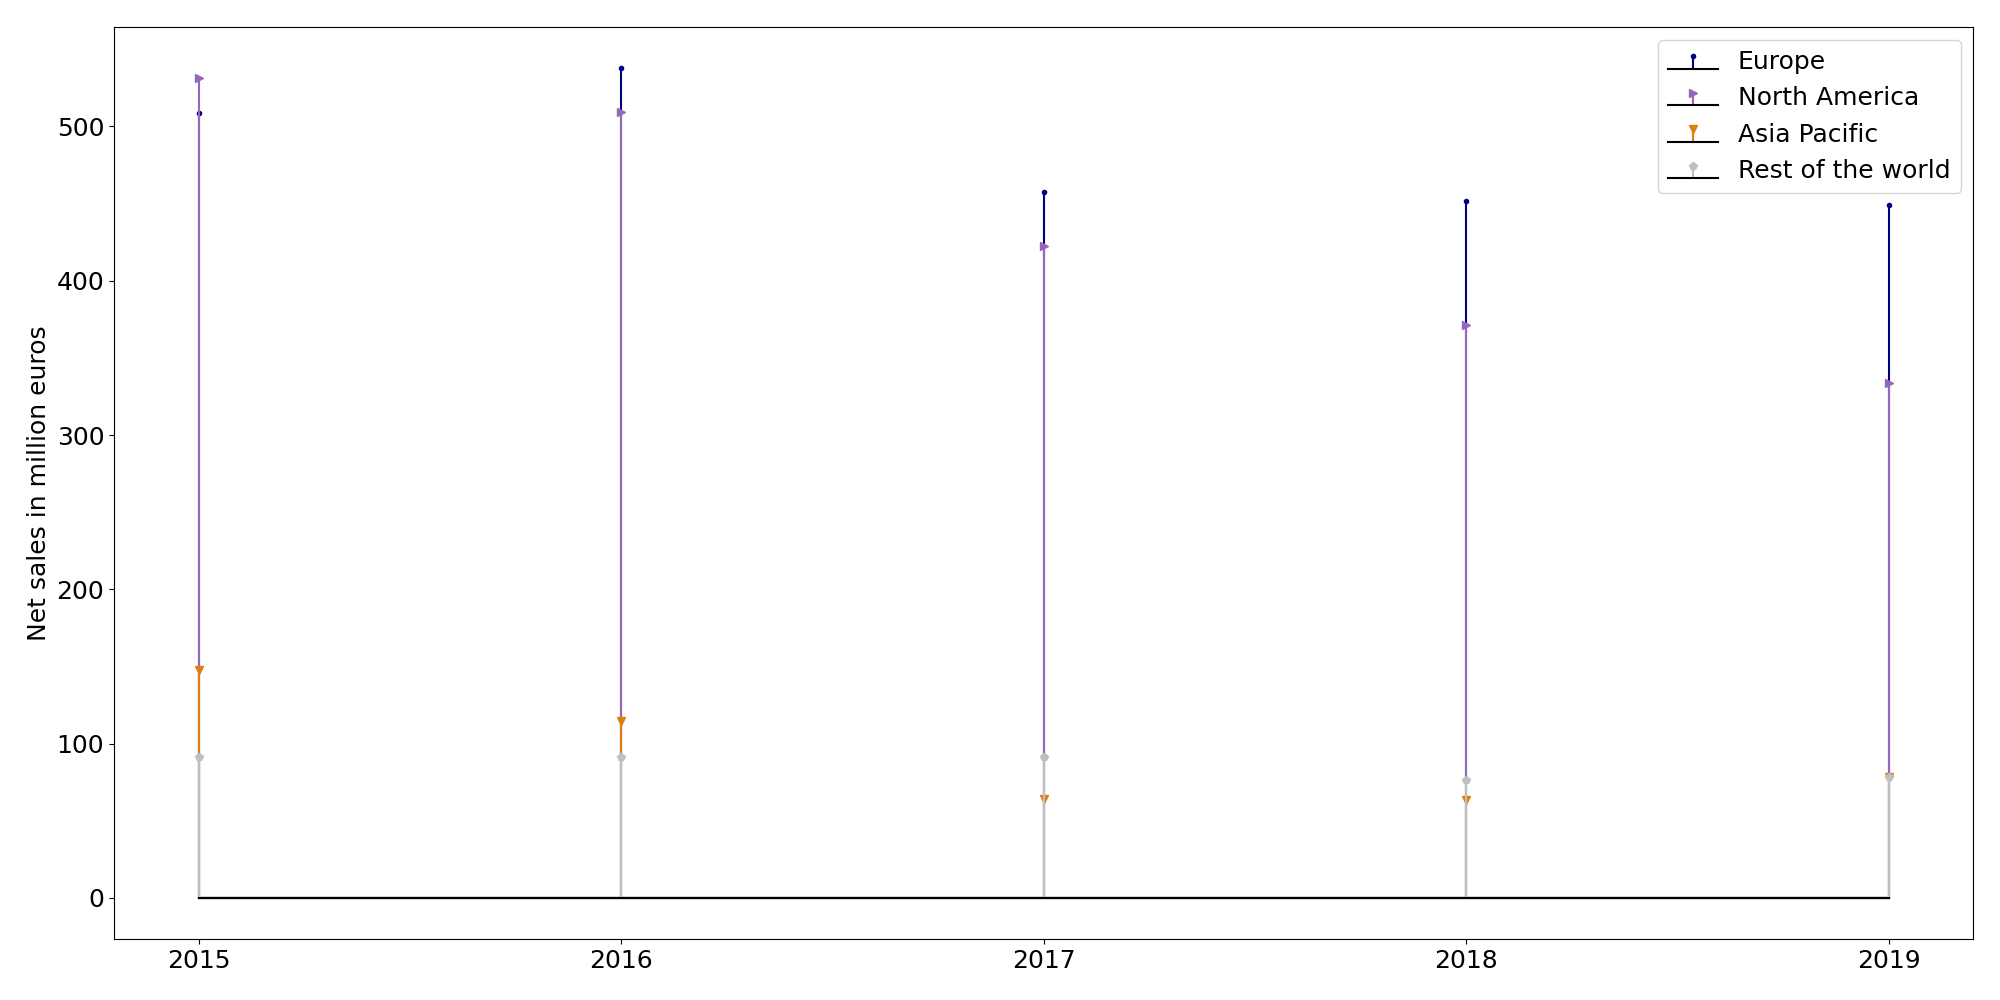 Net sales in million euros
500
400
300
200
100
0
2015 2016 2017 2018 2019
Europe
North America
Asia Pacific
Rest of the world